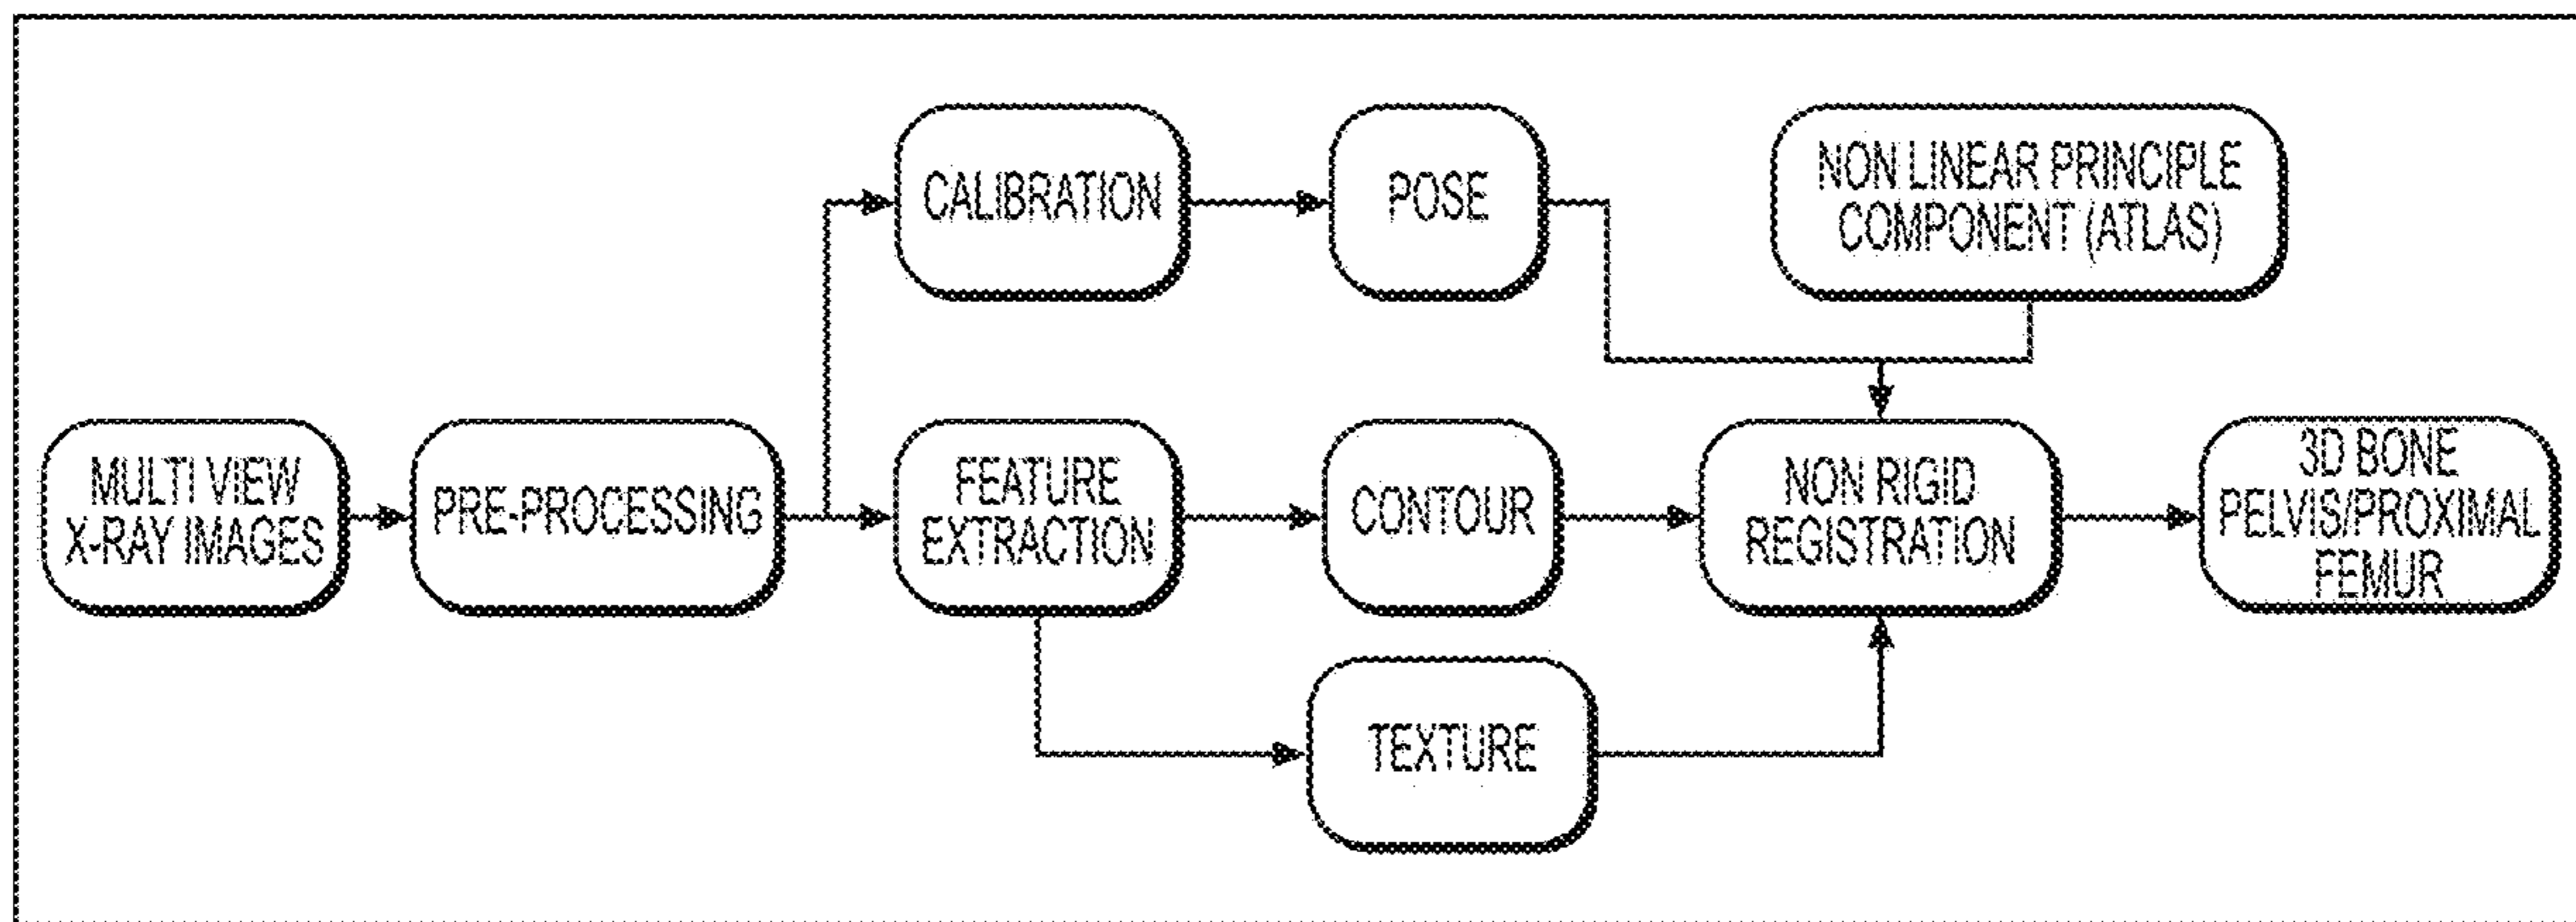 CALIBRATION
POSE
NON LINEAR PRINCIPLE
COMPONENT (ATLAS)
MULTI VIEW
X-RAY IMAGES
PRE-PROCESSING
FEATURE
EXTRACTION
CONTOUR
NON RIGID
REGISTRATION
3D BONE
PELVIS/PROXIMAL
FEMUR
TEXTURE